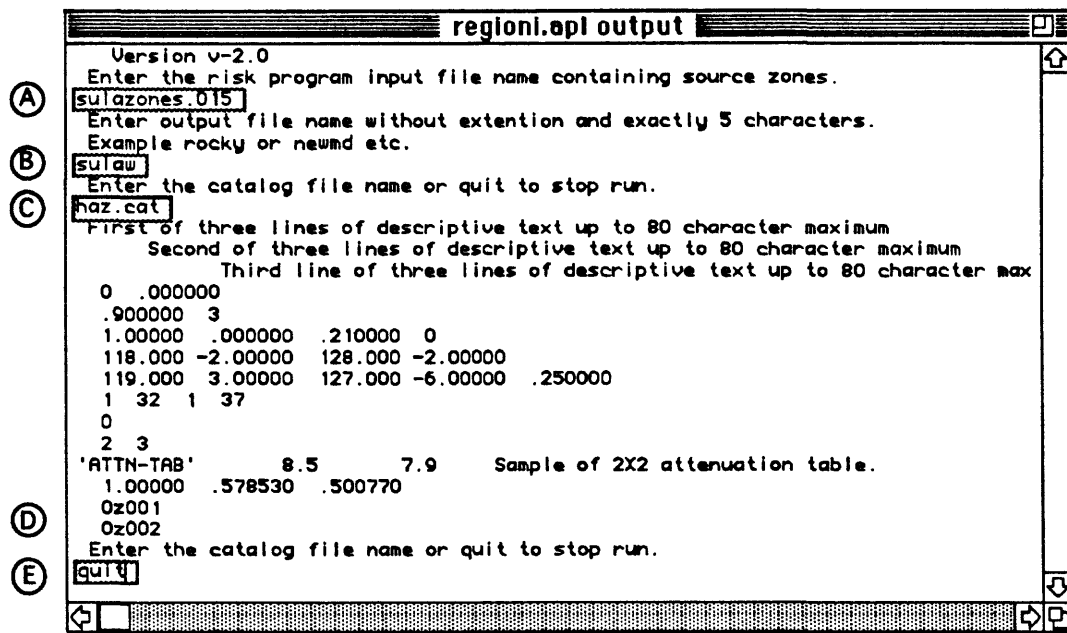 regioni.apl output
Version v-2.0
Enter the risk program input file name containing source zones.
A sulazones.015
Enter output file name without extention and exactly 5 characters.
Example rocky or newmd etc.
B sulaw
Enter the catalog file name or quit to stop run.
C haz.cat
First of three lines of descriptive text up to 80 character maximum
Second of three lines of descriptive text up to 80 character maximum
Third line of three lines of descriptive text up to 80 character max
0 .000000
.900000 3
1.00000 .000000 .210000 0
118.000 -2.00000 128.000 -2.00000
119.000 3.00000 127.000 -6.00000 .250000
1 32 1 37
0
2 3
'ATTN-TAB' 8.5 7.9 Sample of 2X2 attenuation table.
1.00000 .578530 .500770
0z001
D 0z002
Enter the catalog file name or quit to stop run.
E quit